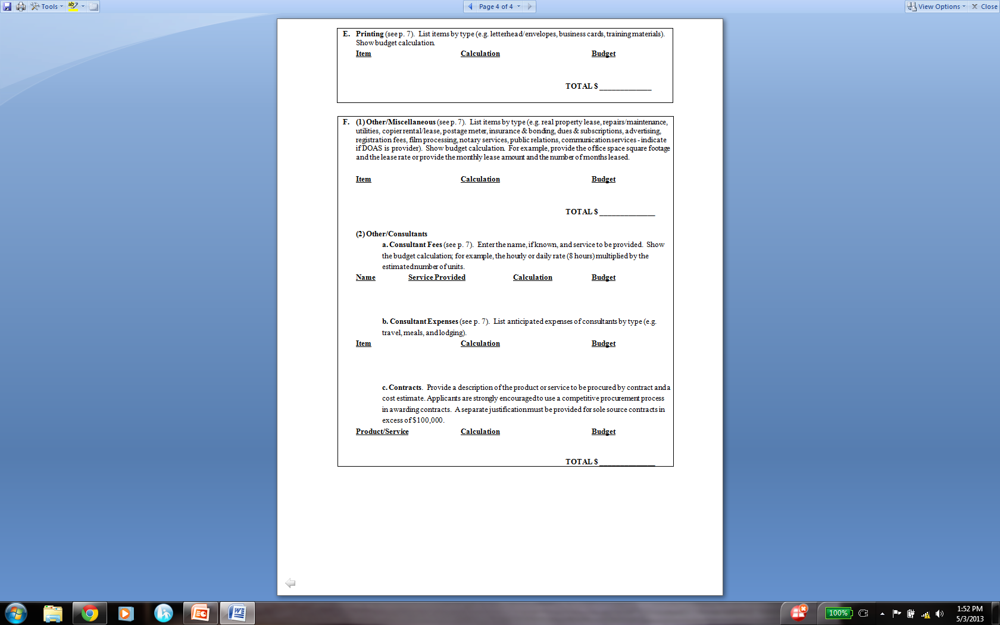 Tools
ab
Page 4 of 4
View Options
Close
E. Printing (see p. 7). List items by type (e.g. letterhead/envelopes, business cards, training materials).
Show budget calculation.
Item Calculation Budget
TOTAL $ _____________
F. (1) Other/Miscellaneous (see p. 7). List items by type (e.g. real property lease, repairs/maintenance,
utilities, copier rental/lease, postage meter, insurance & bonding, dues & subscriptions, advertising,
registration fees, film processing, notary services, public relations, communication services - indicate
if DOAS is provider). Show budget calculation. For example, provide the office space square footage
and the lease rate or provide the monthly lease amount and the number of months leased.
Item Calculation Budget
TOTAL $ ______________
(2) Other/Consultants
a. Consultant Fees (see p. 7). Enter the name, if known, and service to be provided. Show
the budget calculation; for example, the hourly or daily rate (8 hours) multiplied by the
estimated number of units.
Name Service Provided Calculation Budget
b. Consultant Expenses (see p. 7). List anticipated expenses of consultants by type (e.g.
travel, meals, and lodging).
Item Calculation Budget
c. Contracts. Provide a description of the product or service to be procured by contract and a
cost estimate. Applicants are strongly encouraged to use a competitive procurement process
in awarding contracts. A separate justification must be provided for sole source contracts in
excess of $100,000.
Product/Service Calculation Budget
TOTAL $ ______________
100%
1:52 PM
5/3/2013